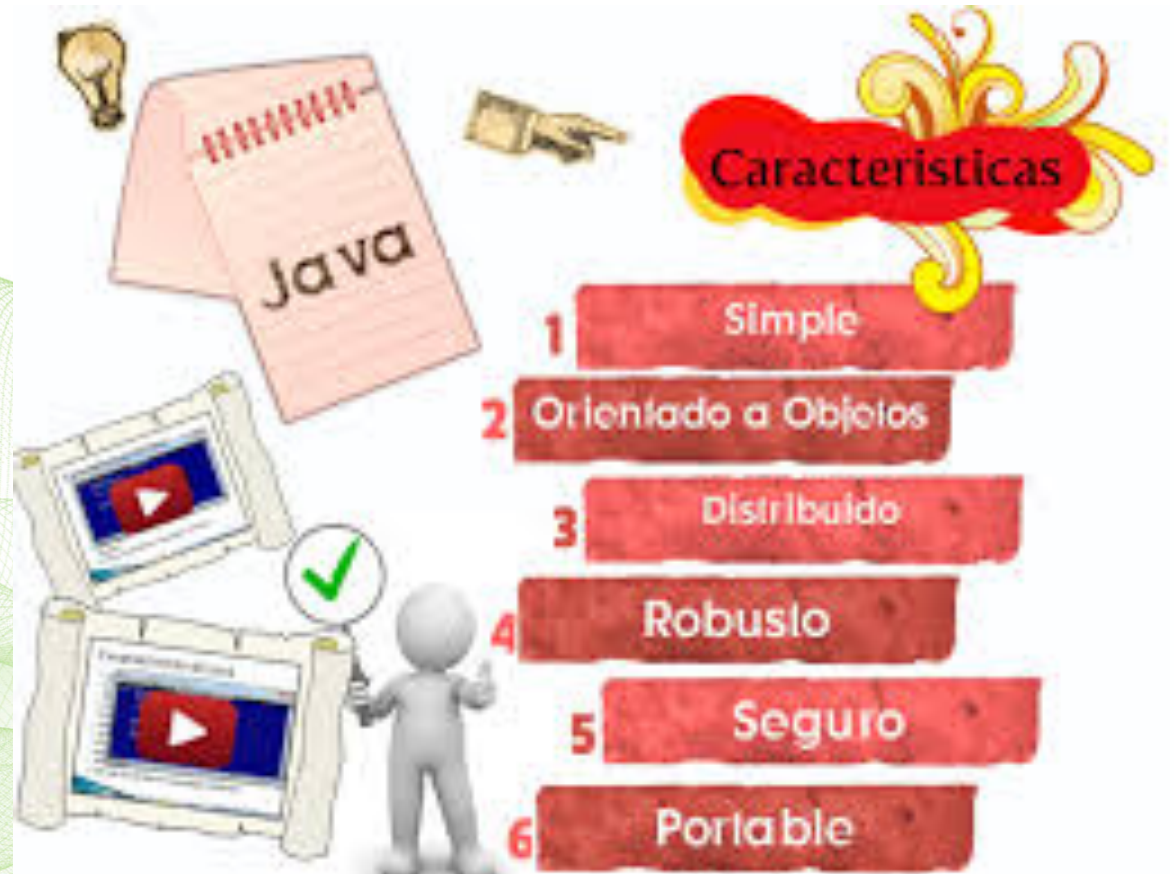 Java
Caracteristicas
1 Simple
2 Orientado a Objetos
3 Distribuido
4 Robusto
5 Seguro
6 Portable